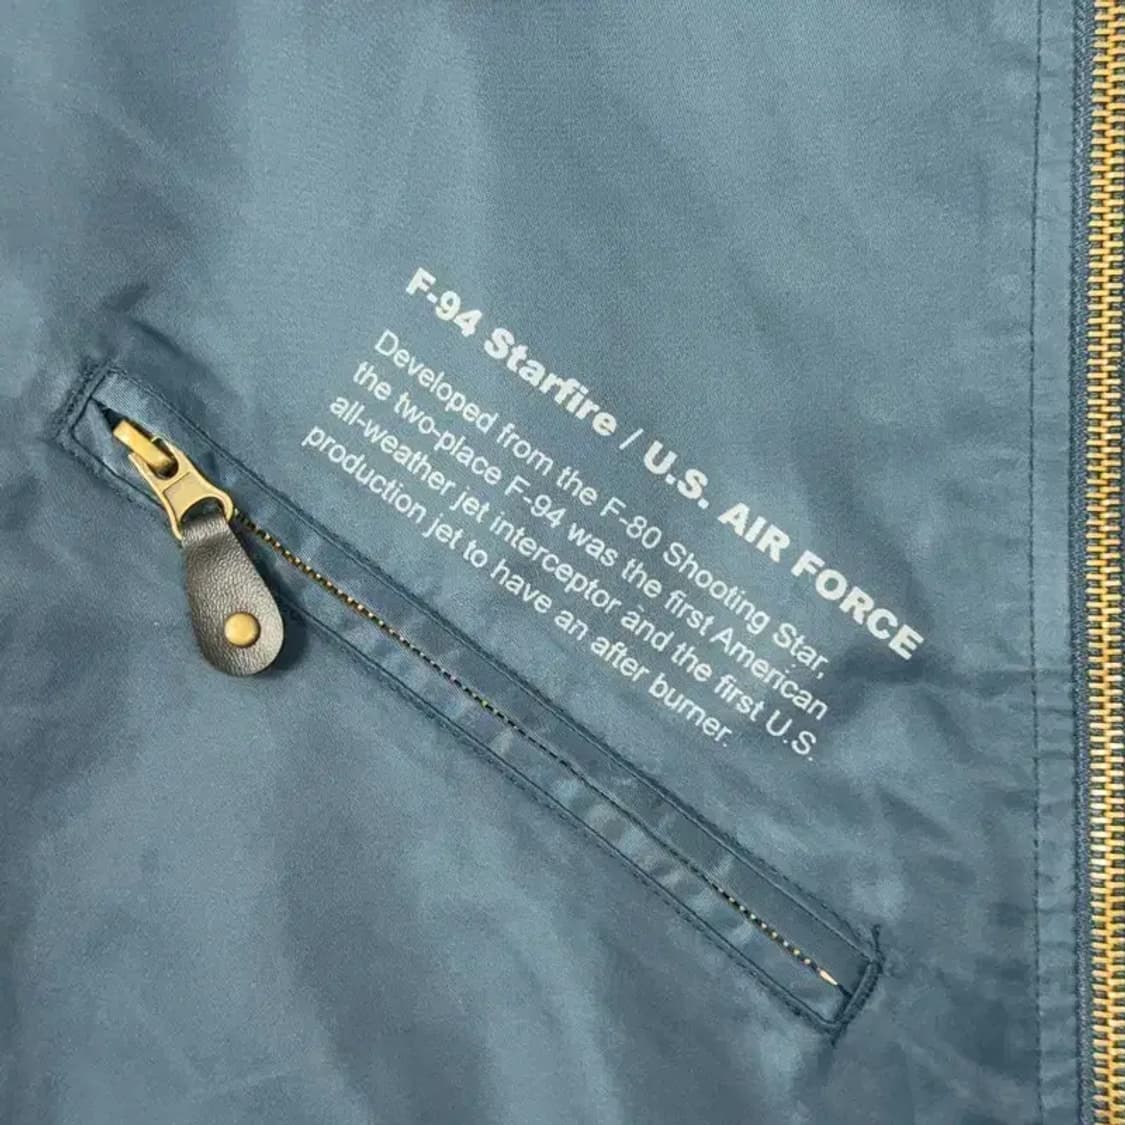 F-94 Starfire / U.S. AIR FORCE
Developed from the F-80 Shooting Star,
the two-place F-94 was the first American
all-weather jet interceptor and the first U.S.
production jet to have an after burner.